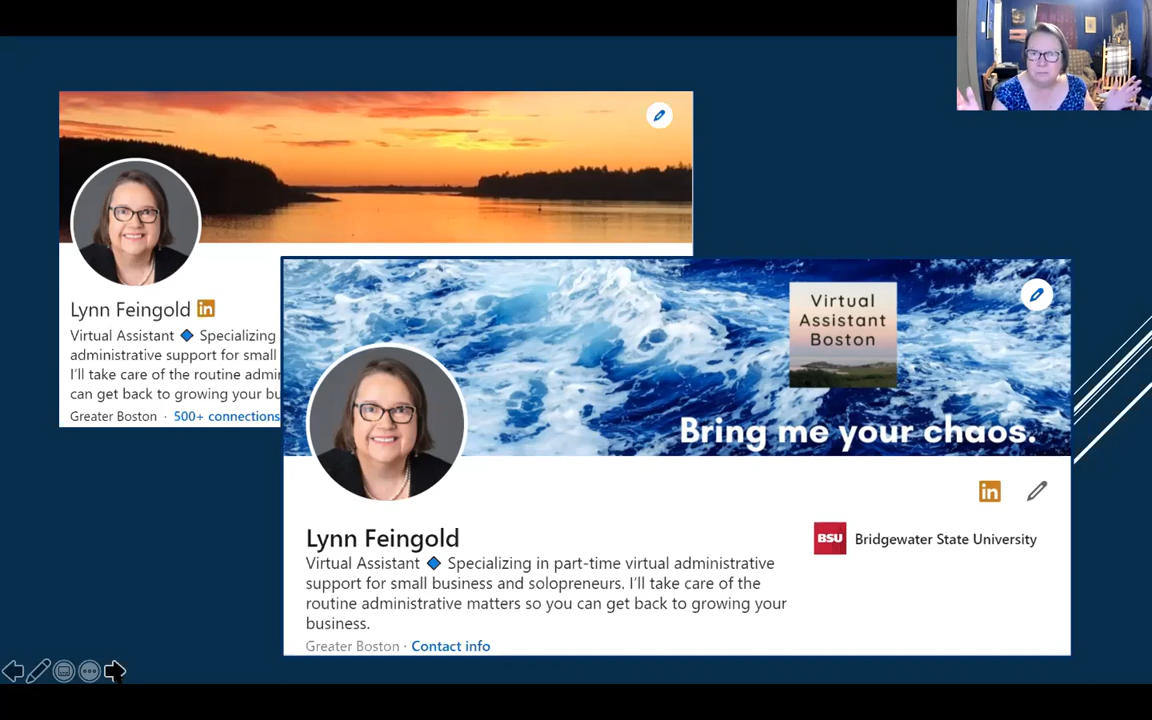 Lynn Feingold in
Virtual Assistant 🔷 Specializing
administrative support for small
I'll take care of the routine admin
can get back to growing your bu
Greater Boston · 500+ connections
Virtual
Assistant
Boston
Bring me your chaos.
in
Lynn Feingold
BSU Bridgewater State University
Virtual Assistant 🔷 Specializing in part-time virtual administrative
support for small business and solopreneurs. I'll take care of the
routine administrative matters so you can get back to growing your
business.
Greater Boston · Contact info